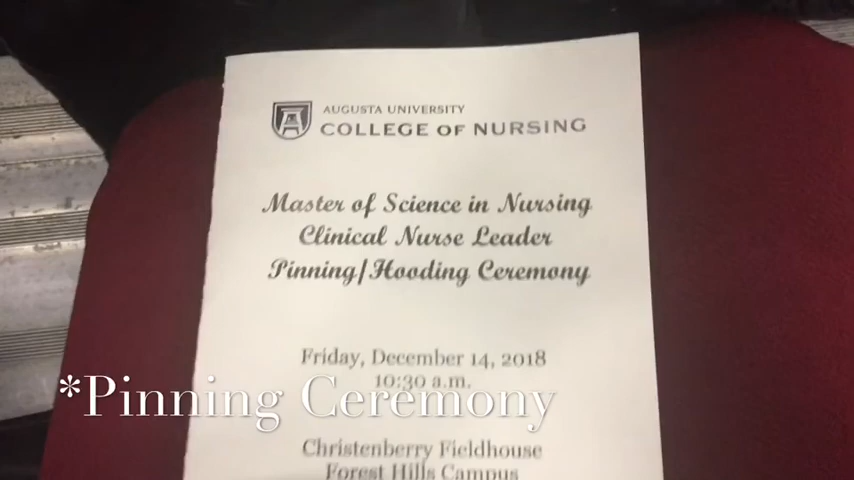 AUGUSTA UNIVERSITY
COLLEGE OF NURSING
Master of Science in Nursing
Clinical Nurse Leader
Pinning/Hooding Ceremony
Friday, December 14, 2018
10:30 a.m.
*Pinning Ceremony
Christenberry Fieldhouse
Forest Hills Campus